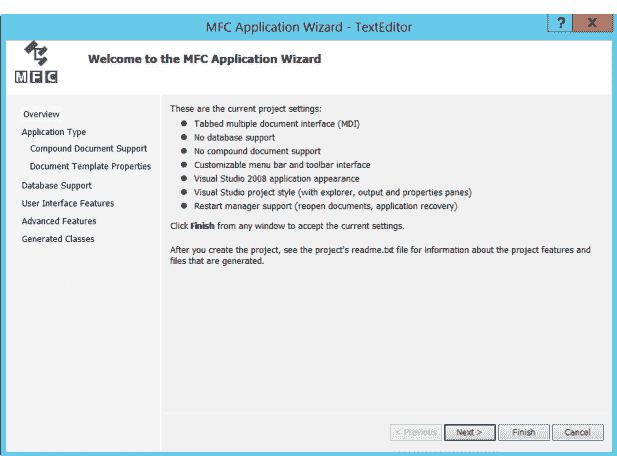 MFC Application Wizard - TextEditor
?
X
MFC
Welcome to the MFC Application Wizard
Overview
Application Type
Compound Document Support
Document Template Properties
Database Support
User Interface Features
Advanced Features
Generated Classes
These are the current project settings:
● Tabbed multiple document interface (MDI)
● No database support
● No compound document support
● Customizable menu bar and toolbar interface
● Visual Studio 2008 application appearance
● Visual Studio project style (with explorer, output and properties panes)
● Restart manager support (reopen documents, application recovery)
Click Finish from any window to accept the current settings.
After you create the project, see the project's readme.txt file for information about the project features and
files that are generated.
< Previous
Next >
Finish
Cancel